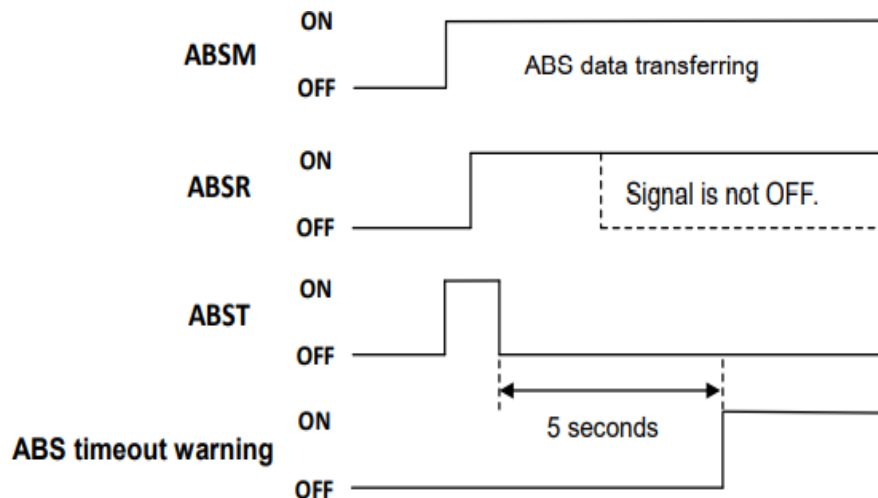 ON
ABSM
ABS data transferring
OFF
ON
ABSR
Signal is not OFF.
OFF
ON
ABST
OFF
ON
5 seconds
ABS timeout warning
OFF